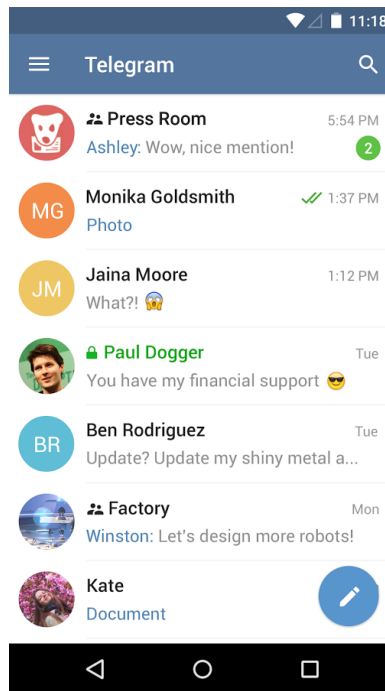 11:18
Telegram
Press Room 5:54 PM
Ashley: Wow, nice mention! 2
MG Monika Goldsmith 1:37 PM
Photo
JM Jaina Moore 1:12 PM
What?! 😱
Paul Dogger Tue
You have my financial support 😎
BR Ben Rodriguez Tue
Update? Update my shiny metal a...
Factory Mon
Winston: Let's design more robots!
Kate
Document